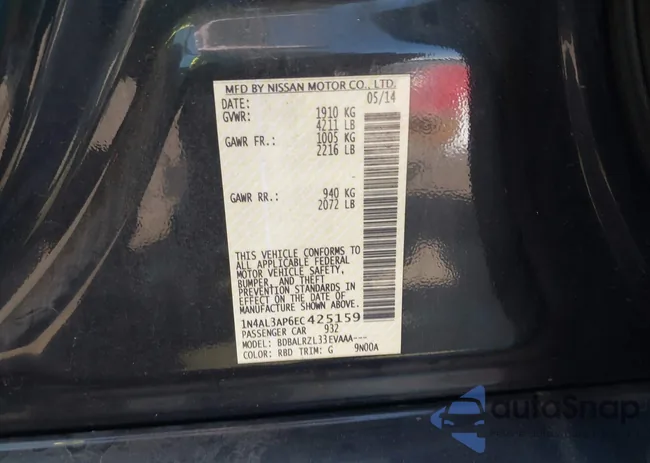 MFD BY NISSAN MOTOR CO., LTD.
DATE: 05/14
GVWR: 1910 KG
4211 LB
GAWR FR.: 1005 KG
2216 LB
GAWR RR.: 940 KG
2072 LB
THIS VEHICLE CONFORMS TO
ALL APPLICABLE FEDERAL
MOTOR VEHICLE SAFETY,
BUMPER, AND THEFT
PREVENTION STANDARDS IN
EFFECT ON THE DATE OF
MANUFACTURE SHOWN ABOVE.
1N4AL3AP6EC425159
PASSENGER CAR 932
MODEL: BDBALRZL33EVAAA---
COLOR: RBD TRIM: G 9N00A
autoSnap